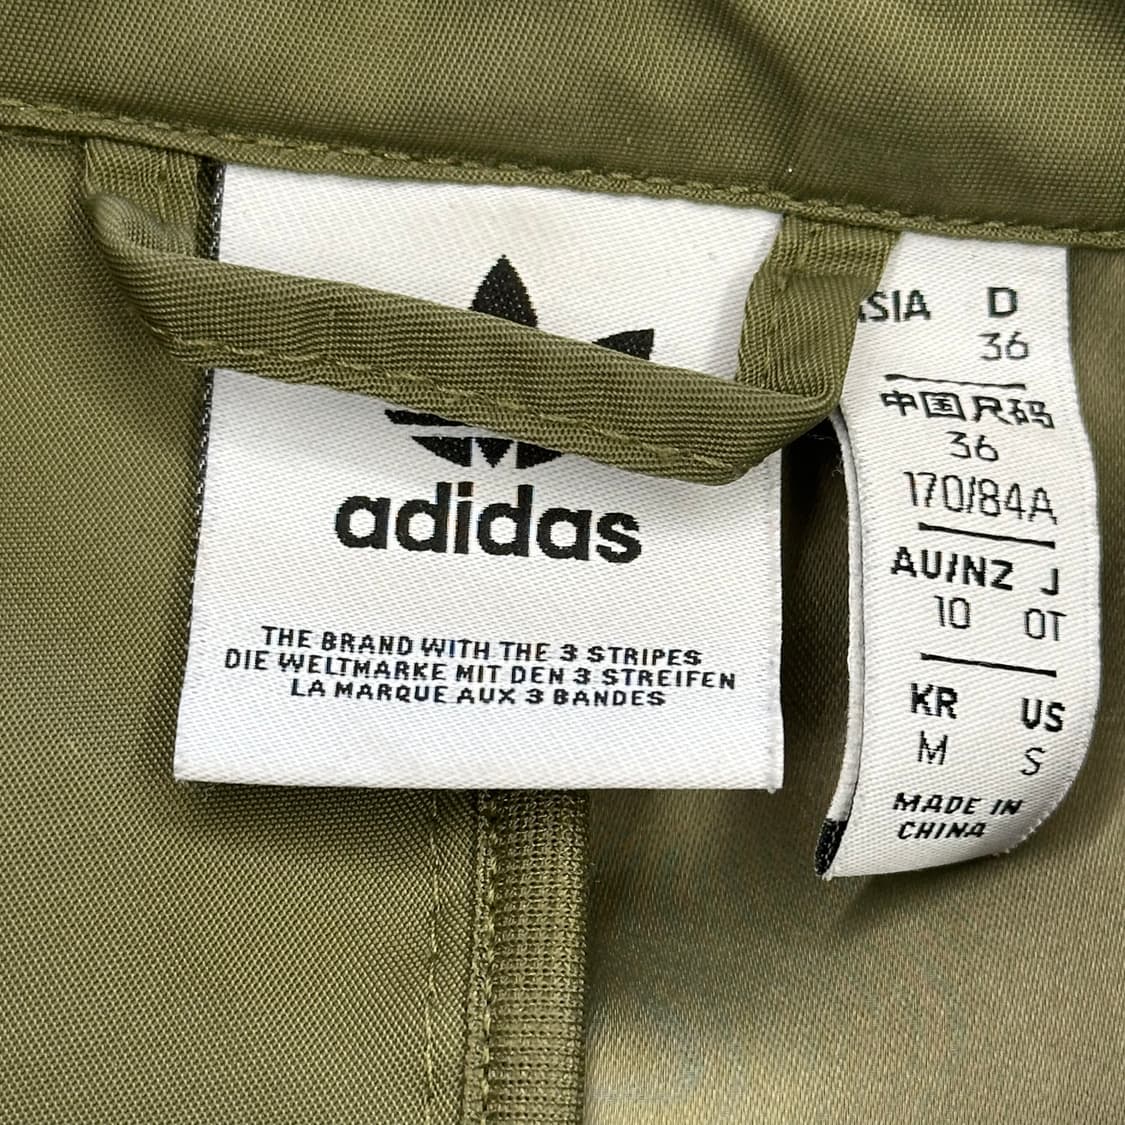 adidas
THE BRAND WITH THE 3 STRIPES
DIE WELTMARKE MIT DEN 3 STREIFEN
LA MARQUE AUX 3 BANDES
D
36
中国尺码
36
170/84A
AU/NZ J
10 OT
KR US
M S
MADE IN
CHINA